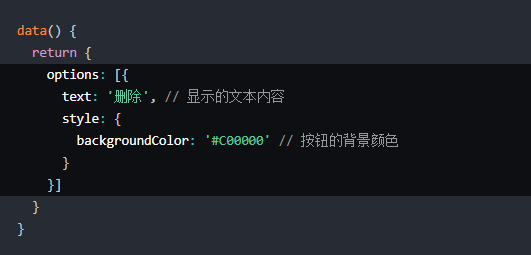 data() {
  return {
    options: [{
      text: '删除', // 显示的文本内容
      style: {
        backgroundColor: '#C00000' // 按钮的背景颜色
      }
    }]
  }
}